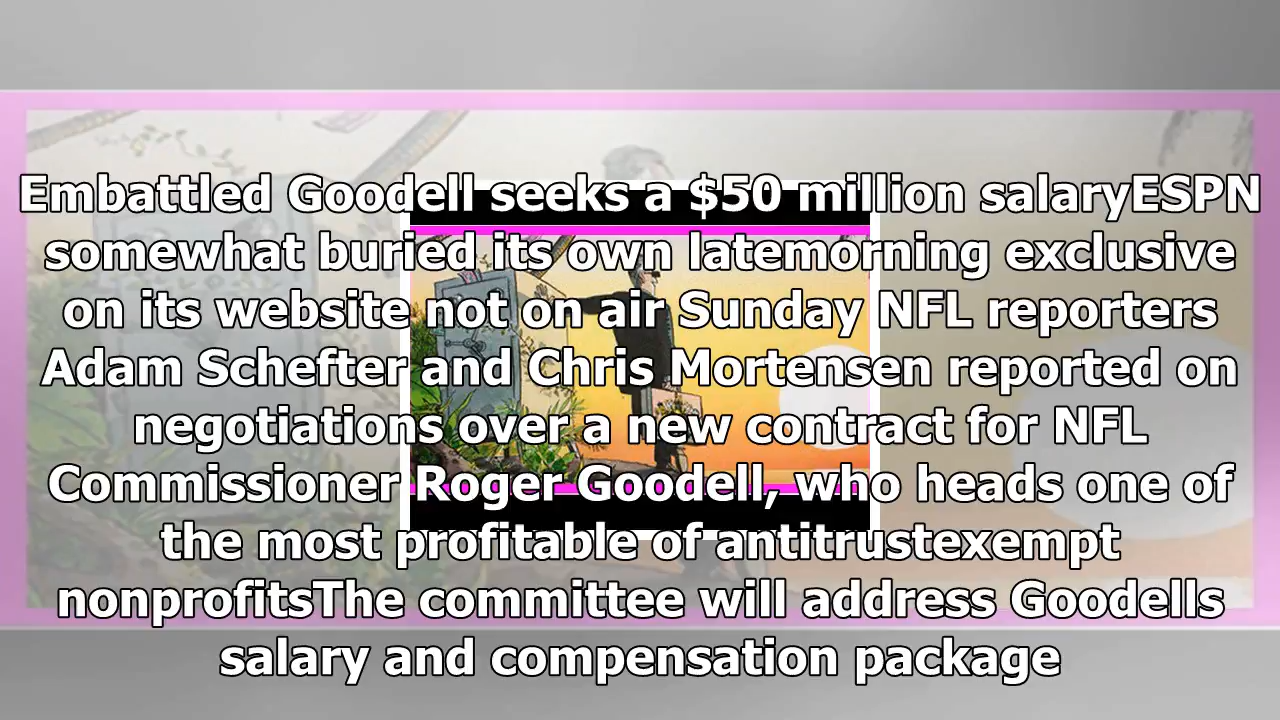 Embattled Goodell seeks a $50 million salaryESPN
somewhat buried its own latemorning exclusive
on its website not on air Sunday NFL reporters
Adam Schefter and Chris Mortensen reported on
negotiations over a new contract for NFL
Commissioner Roger Goodell, who heads one of
the most profitable of antitrustexempt
nonprofitsThe committee will address Goodells
salary and compensation package